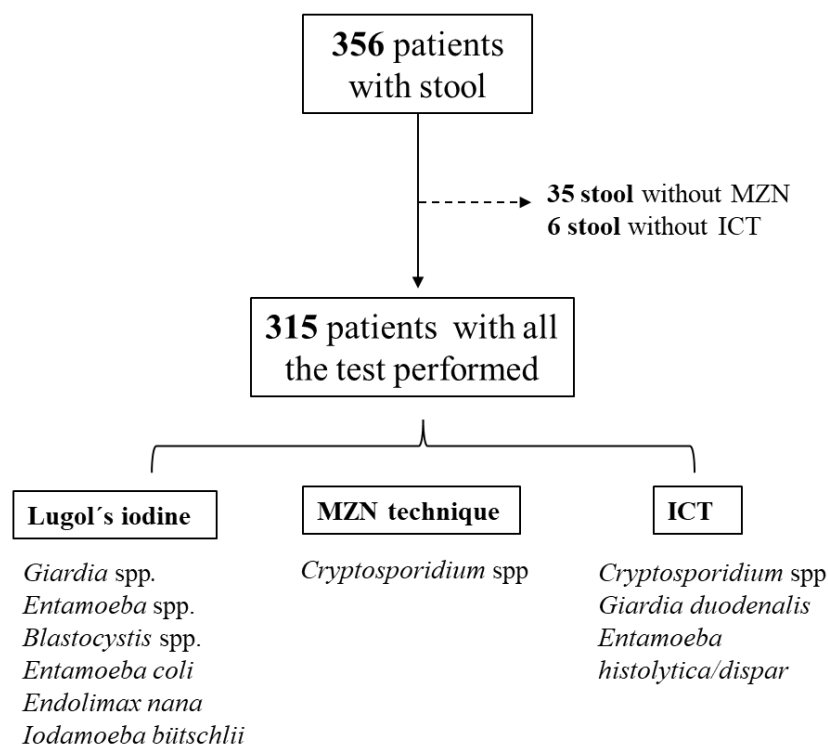 356 patients
with stool
35 stool without MZN
6 stool without ICT
315 patients with all
the test performed
Lugol´s iodine
MZN technique
ICT
Giardia spp.
Entamoeba spp.
Blastocystis spp.
Entamoeba coli
Endolimax nana
Iodamoeba bütschlii
Cryptosporidium spp
Cryptosporidium spp
Giardia duodenalis
Entamoeba
histolytica/dispar